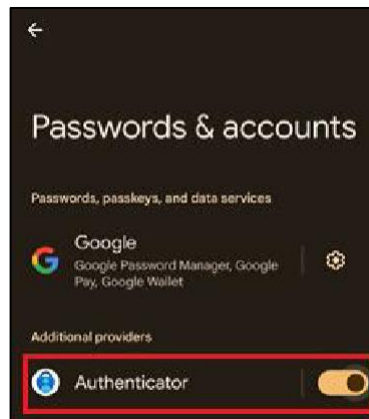 Passwords & accounts
Passwords, passkeys, and data services
Google
Google Password Manager, Google
Pay, Google Wallet
Additional providers
Authenticator